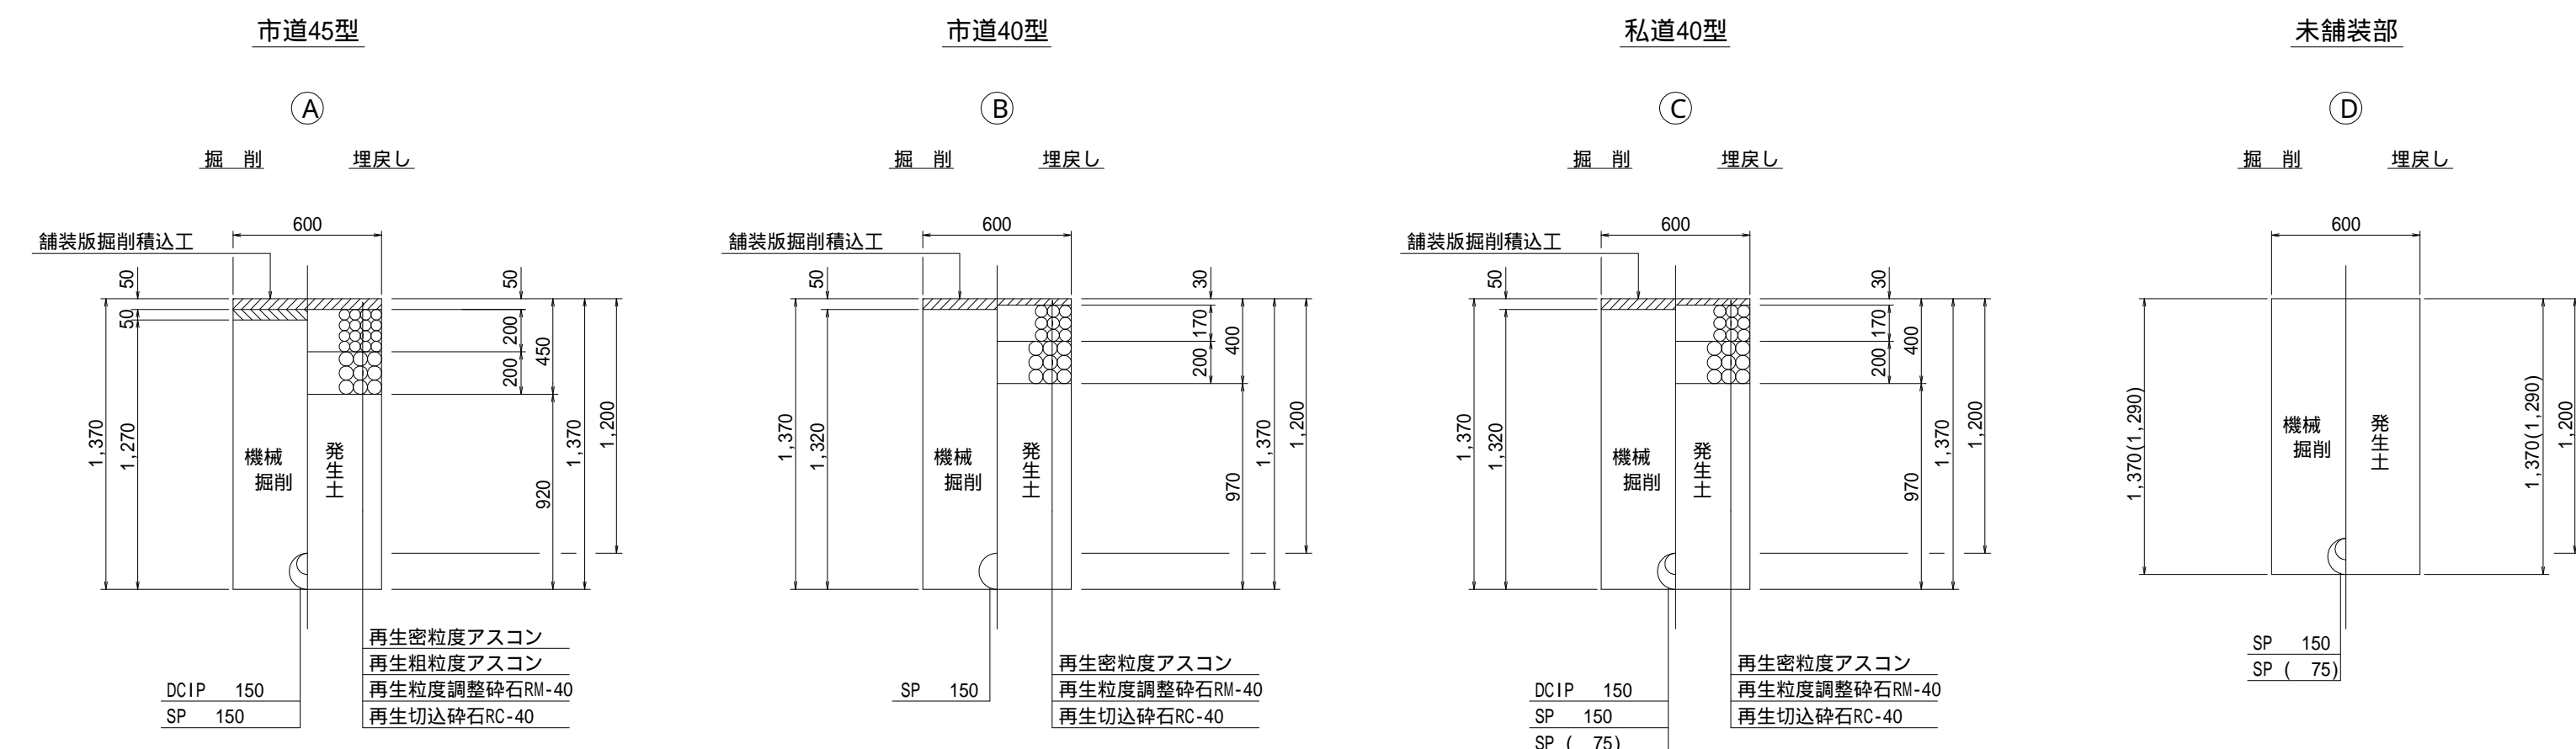 市道45型
A
掘 削 埋戻し
600
舗装版掘削積込工
50
50
1,370
1,270
機械
掘削
発生土
50
200
200
450
920
1,370
1,200
再生密粒度アスコン
再生粗粒度アスコン
再生粒度調整砕石RM-40
再生切込砕石RC-40
DCIP 150
SP 150
市道40型
B
掘 削 埋戻し
600
舗装版掘削積込工
50
1,370
1,320
機械
掘削
発生土
30
170
200
400
970
1,370
1,200
再生密粒度アスコン
再生粒度調整砕石RM-40
再生切込砕石RC-40
SP 150
私道40型
C
掘 削 埋戻し
600
舗装版掘削積込工
50
1,370
1,320
機械
掘削
発生土
30
170
200
400
970
1,370
1,200
再生密粒度アスコン
再生粒度調整砕石RM-40
再生切込砕石RC-40
DCIP 150
SP 150
SP ( 75)
未舗装部
D
掘 削 埋戻し
600
1,370(1,290)
機械
掘削
発生土
1,370(1,290)
1,200
SP 150
SP ( 75)